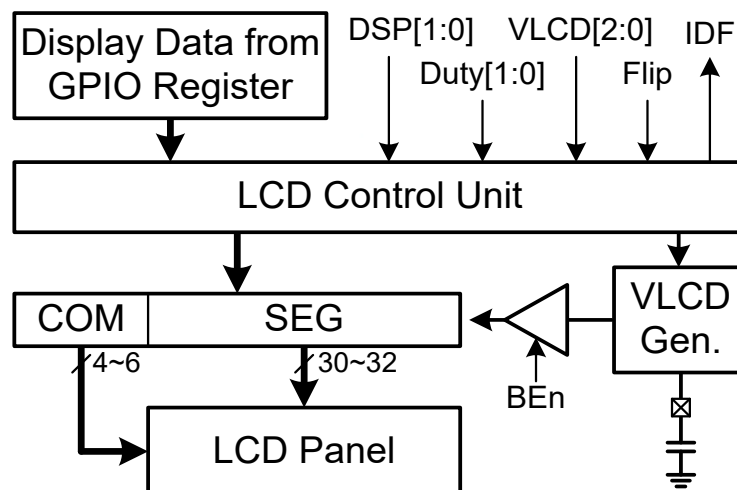 Display Data from
GPIO Register
DSP[1:0]
VLCD[2:0]
IDF
Duty[1:0]
Flip
LCD Control Unit
COM
SEG
VLCD
Gen.
4~6
30~32
BEn
LCD Panel